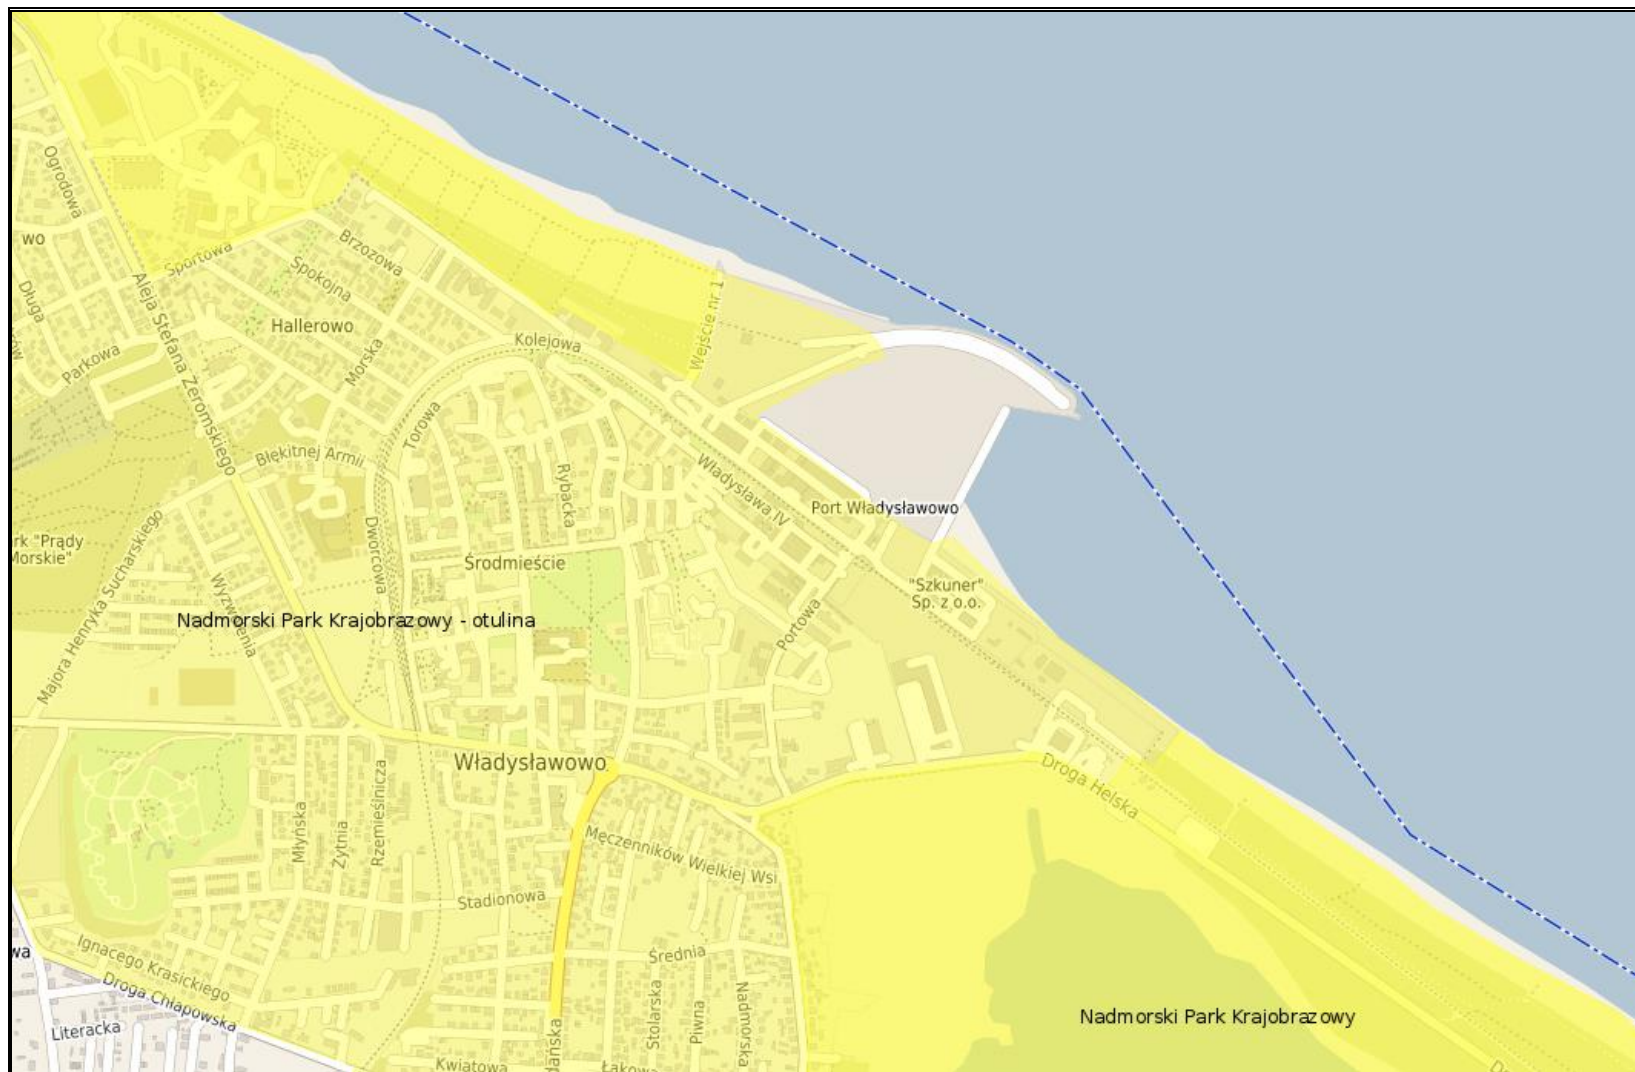 Ogrodowa
wo
Sportowa
Brzozowa
Spokojna
Długa
Aleja Stefana Żeromskiego
Hallerowo
Wejście nr 1
Kolejowa
Parkowa
Morska
Torowa
Błękitnej Armii
Rybacka
Władysława IV
Port Władysławowo
rk "Prądy
Morskie"
Majora Henryka Sucharskiego
Dworcowa
Środmieście
Wyzwolenia
"Szkuner"
Sp. z o.o.
Nadmorski Park Krajobrazowy - otulina
Portowa
Władysławowo
Droga Helska
Młyńska
Żytnia
Rzemieślnicza
Męczenników Wielkiej Wsi
Stadionowa
wa
Ignacego Krasickiego
Droga Chłapowska
Średnia
Literacka
Stolarska
Piwna
Nadmorska
dańska
Nadmorski Park Krajobrazowy
Kwiatowa
Łąkowa